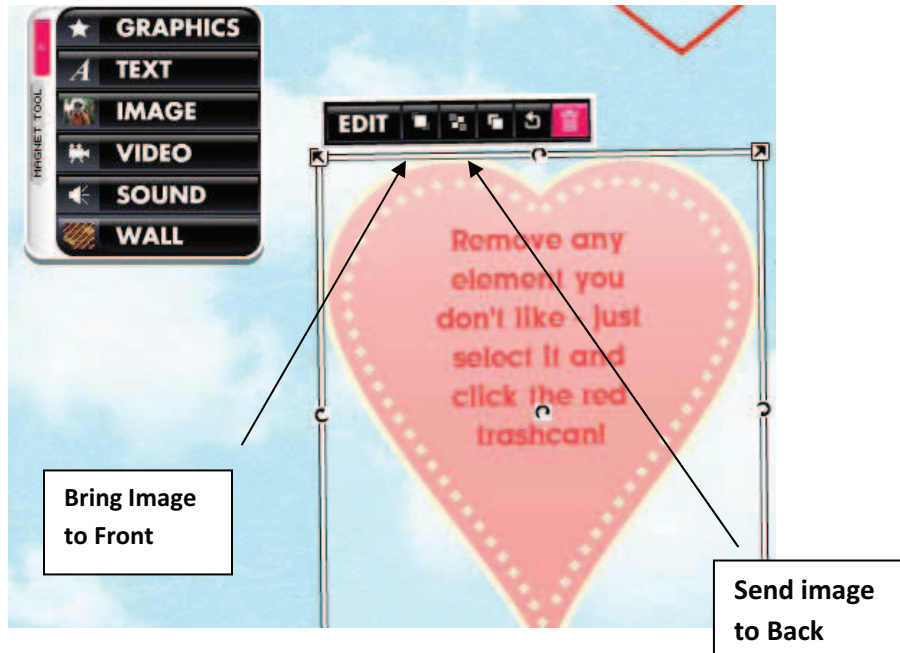 GRAPHICS
TEXT
IMAGE
VIDEO
SOUND
WALL
MAGNET TOOL
EDIT
Remove any
element you
don't like - just
select it and
click the red
trashcan!
Bring Image
to Front
Send image
to Back